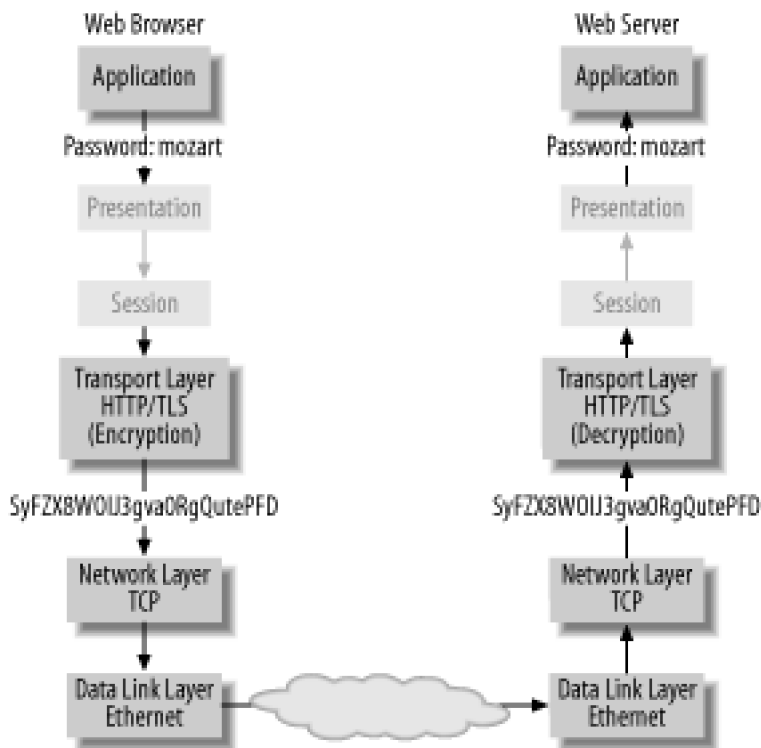 Web Browser
Application
Password: mozart
Presentation
Session
Transport Layer
HTTP/TLS
(Encryption)
Network Layer
TCP
Data Link Layer
Ethernet
Web Server
Application
Password: mozart
Presentation
Session
Transport Layer
HTTP/TLS
(Decryption)
Network Layer
TCP
Data Link Layer
Ethernet